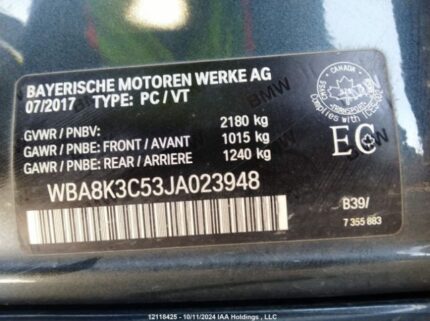 BAYERISCHE MOTOREN WERKE AG
07/2017 TYPE: PC / VT
GVWR / PNBV: 2180 kg
GAWR / PNBE: FRONT / AVANT 1015 kg
GAWR / PNBE: REAR / ARRIERE 1240 kg
CANADA
TRANSPORT
EC
WBA8K3C53JA023948
B39/
7 355 883
BMW
12118425 - 10/11/2024 IAA Holdings , LLC